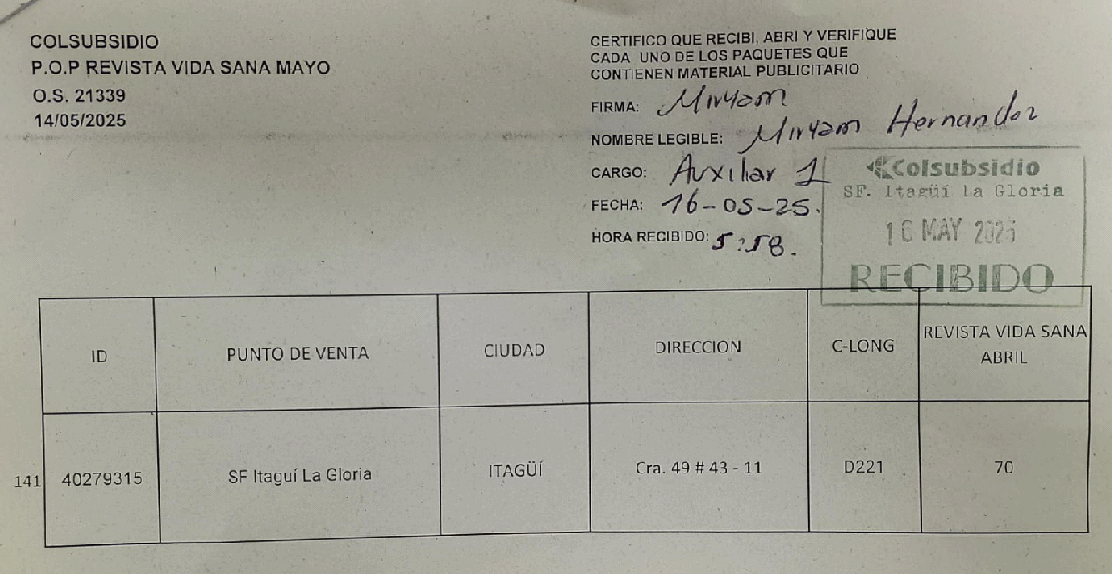 COLSUBSIDIO
P.O.P REVISTA VIDA SANA MAYO
O.S. 21339
14/05/2025
CERTIFICO QUE RECIBI, ABRI Y VERIFIQUE
CADA UNO DE LOS PAQUETES QUE
CONTIENEN MATERIAL PUBLICITARIO
FIRMA: Miryam
NOMBRE LEGIBLE: Miryam Hernandez
CARGO: Auxiliar 1
FECHA: 16-05-25.
HORA RECIBIDO: 5:58.
Colsubsidio
SF. Itagüí La Gloria
16 MAY 2025
RECIBIDO
ID PUNTO DE VENTA CIUDAD DIRECCION C-LONG REVISTA VIDA SANA
ABRIL
141 40279315 SF Itaguí La Gloria ITAGÜÍ Cra. 49 # 43 - 11 D221 70